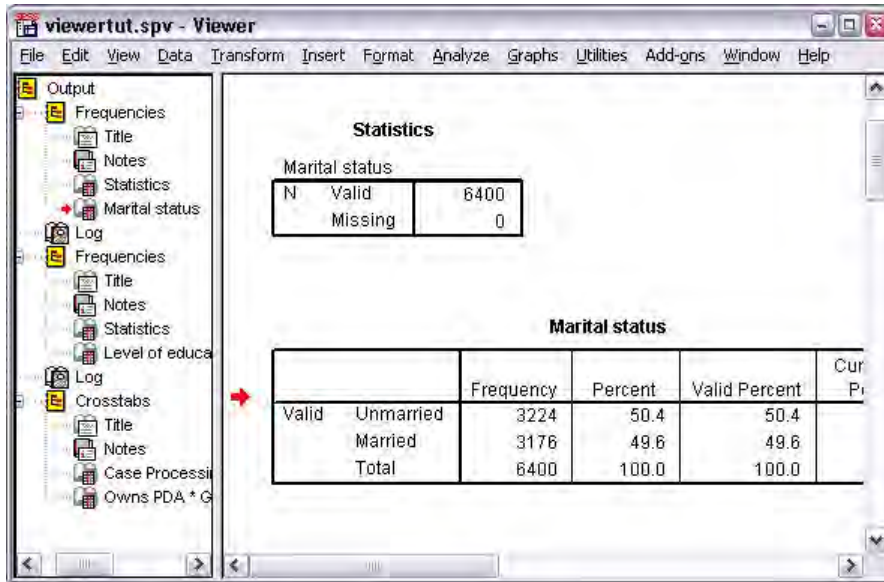 viewertut.spv - Viewer
File Edit View Data Transform Insert Format Analyze Graphs Utilities Add-ons Window Help
Output
Frequencies
Title
Notes
Statistics
Marital status
Log
Frequencies
Title
Notes
Statistics
Level of educa
Log
Crosstabs
Title
Notes
Case Processi
Owns PDA * G
Statistics
Marital status
N Valid 6400
Missing 0
Marital status
Cur
Frequency Percent Valid Percent P
Valid Unmarried 3224 50.4 50.4
Married 3176 49.6 49.6
Total 6400 100.0 100.0